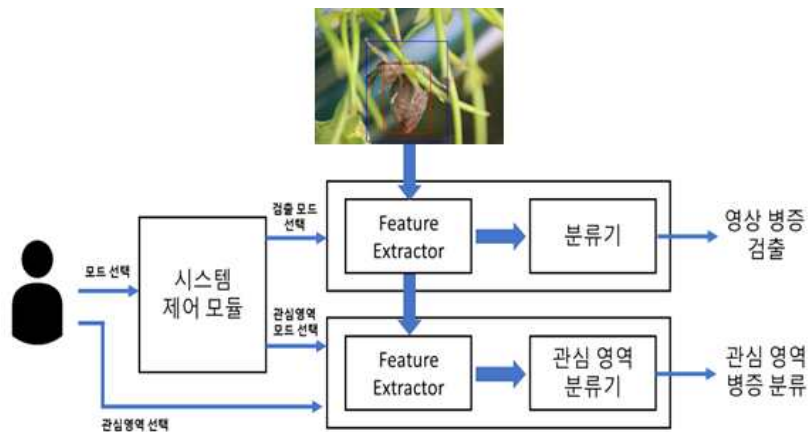 검출 모드
선택
Feature
Extractor
분류기
영상 병증
검출
모드 선택
시스템
제어 모듈
관심영역
모드 선택
Feature
Extractor
관심 영역
분류기
관심 영역
병증 분류
관심영역 선택